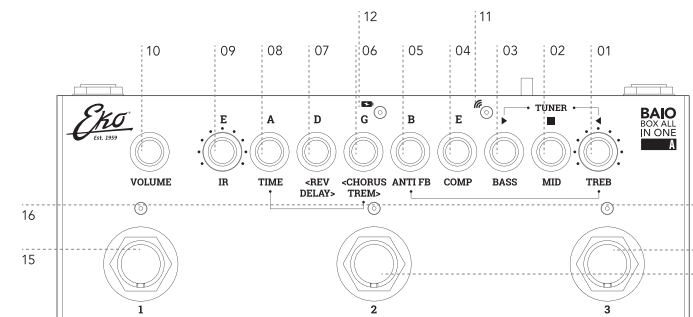 12
11
10
09
08
07
06
05
04
03
02
01
Eko
Est. 1959
E
A
D
G
B
E
TUNER
BAIO
BOX ALL
IN ONE
A
VOLUME
IR
TIME
<REV
DELAY>
<CHORUS
TREM>
ANTI FB
COMP
BASS
MID
TREB
16
15
1
2
3